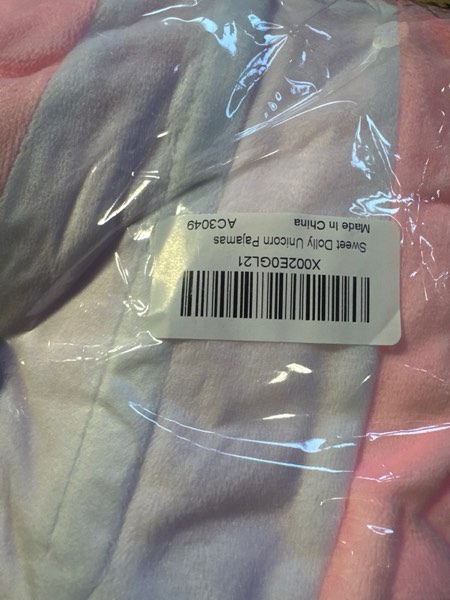 X002E0GL21
Sweet Dolly Unicorn Pajamas
Made In China
AC3049